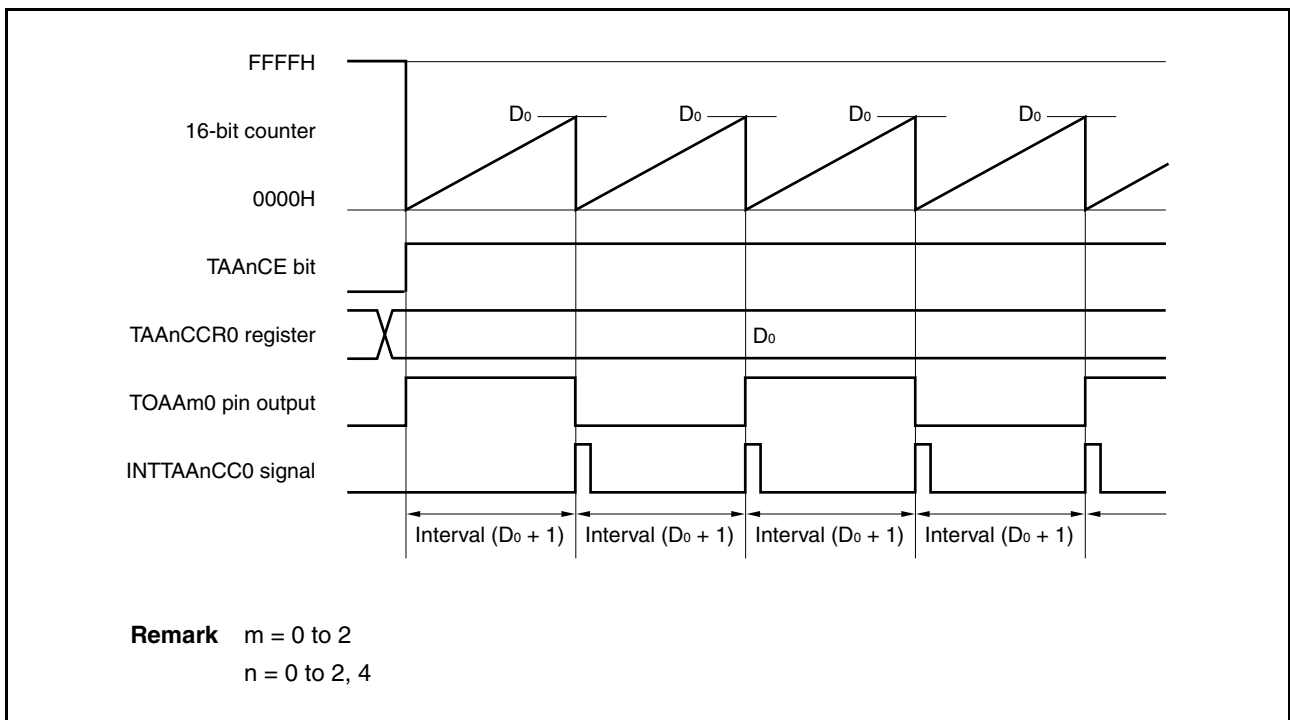 FFFFH
D₀ D₀ D₀ D₀
16-bit counter
0000H
TAAnCE bit
TAAnCCR0 register D₀
TOAAm0 pin output
INTTAAnCC0 signal
Interval (D₀ + 1) Interval (D₀ + 1) Interval (D₀ + 1) Interval (D₀ + 1)
Remark m = 0 to 2
n = 0 to 2, 4